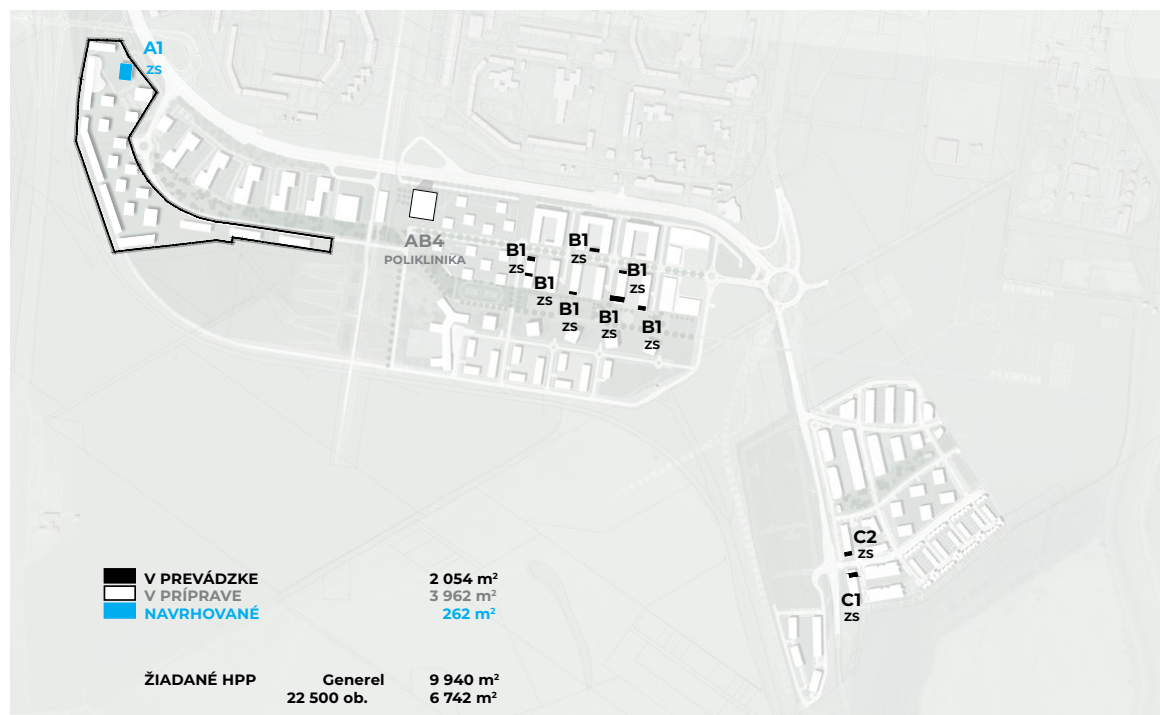 A1
ZS
AB4
POLIKLINIKA
B1
ZS
B1
ZS
B1
ZS
B1
ZS
B1
ZS
B1
ZS
B1
ZS
C2
ZS
C1
ZS
V PREVÁDZKE 2 054 m²
V PRÍPRAVE 3 962 m²
NAVRHOVANÉ 262 m²
ŽIADANÉ HPP Generel 9 940 m²
22 500 ob. 6 742 m²